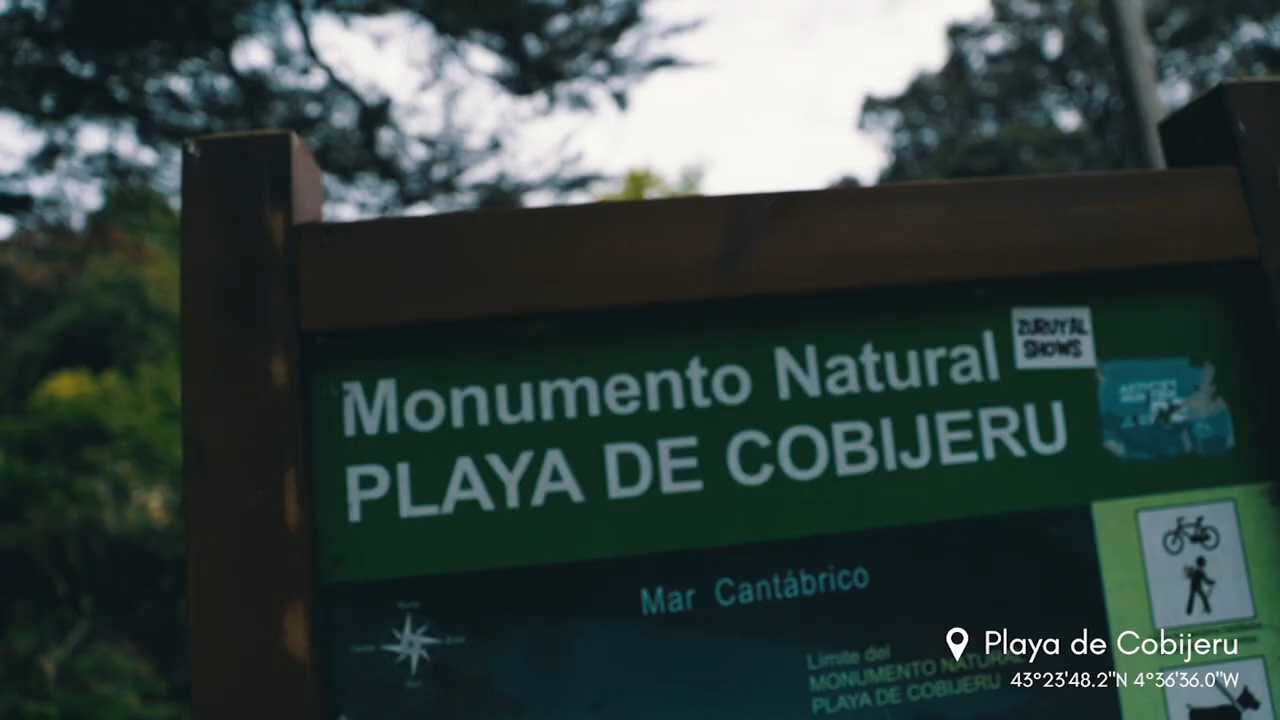 Monumento Natural
PLAYA DE COBIJERU
ZURUYAL
SHOWS
Mar Cantábrico
Límite del
MONUMENTO NATURAL
PLAYA DE COBIJERU
Playa de Cobijeru
43°23'48.2"N 4°36'36.0"W